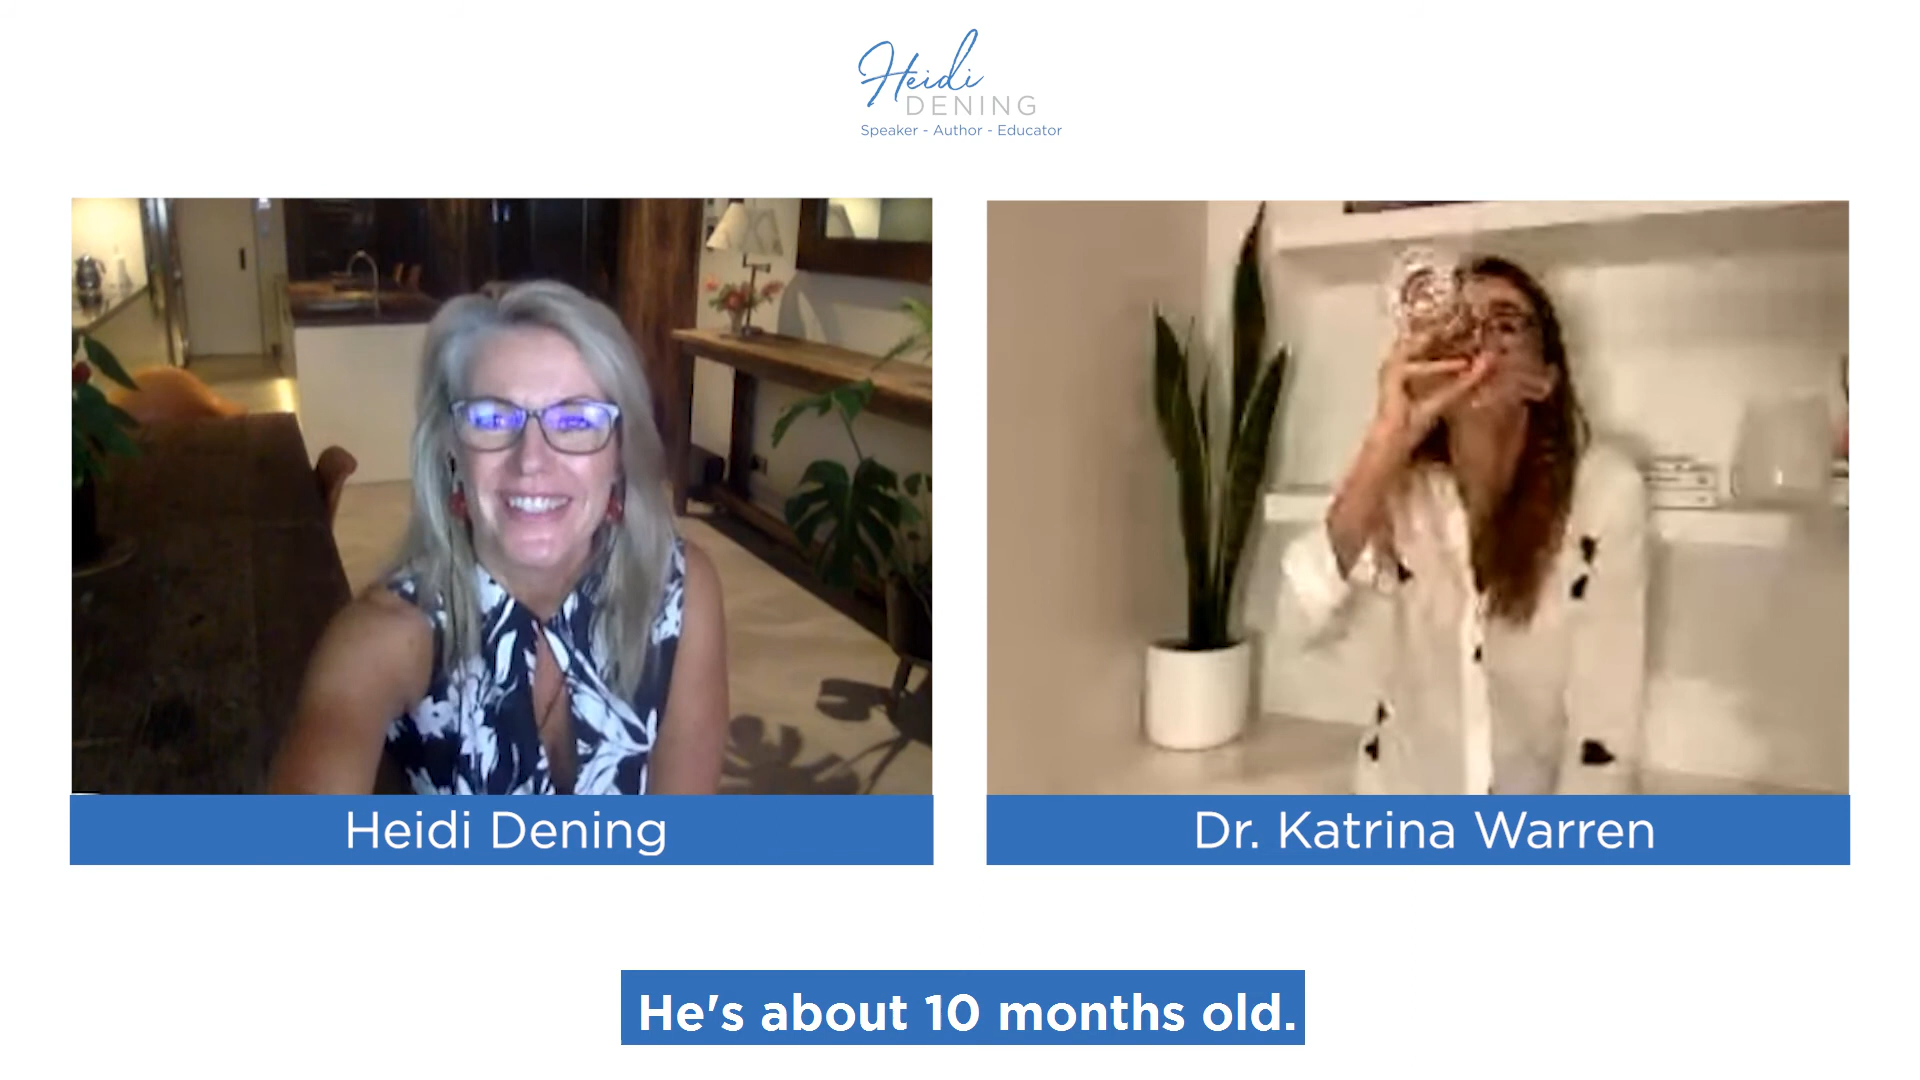 Heidi
DENING
Speaker - Author - Educator
Heidi Dening
Dr. Katrina Warren
He's about 10 months old.